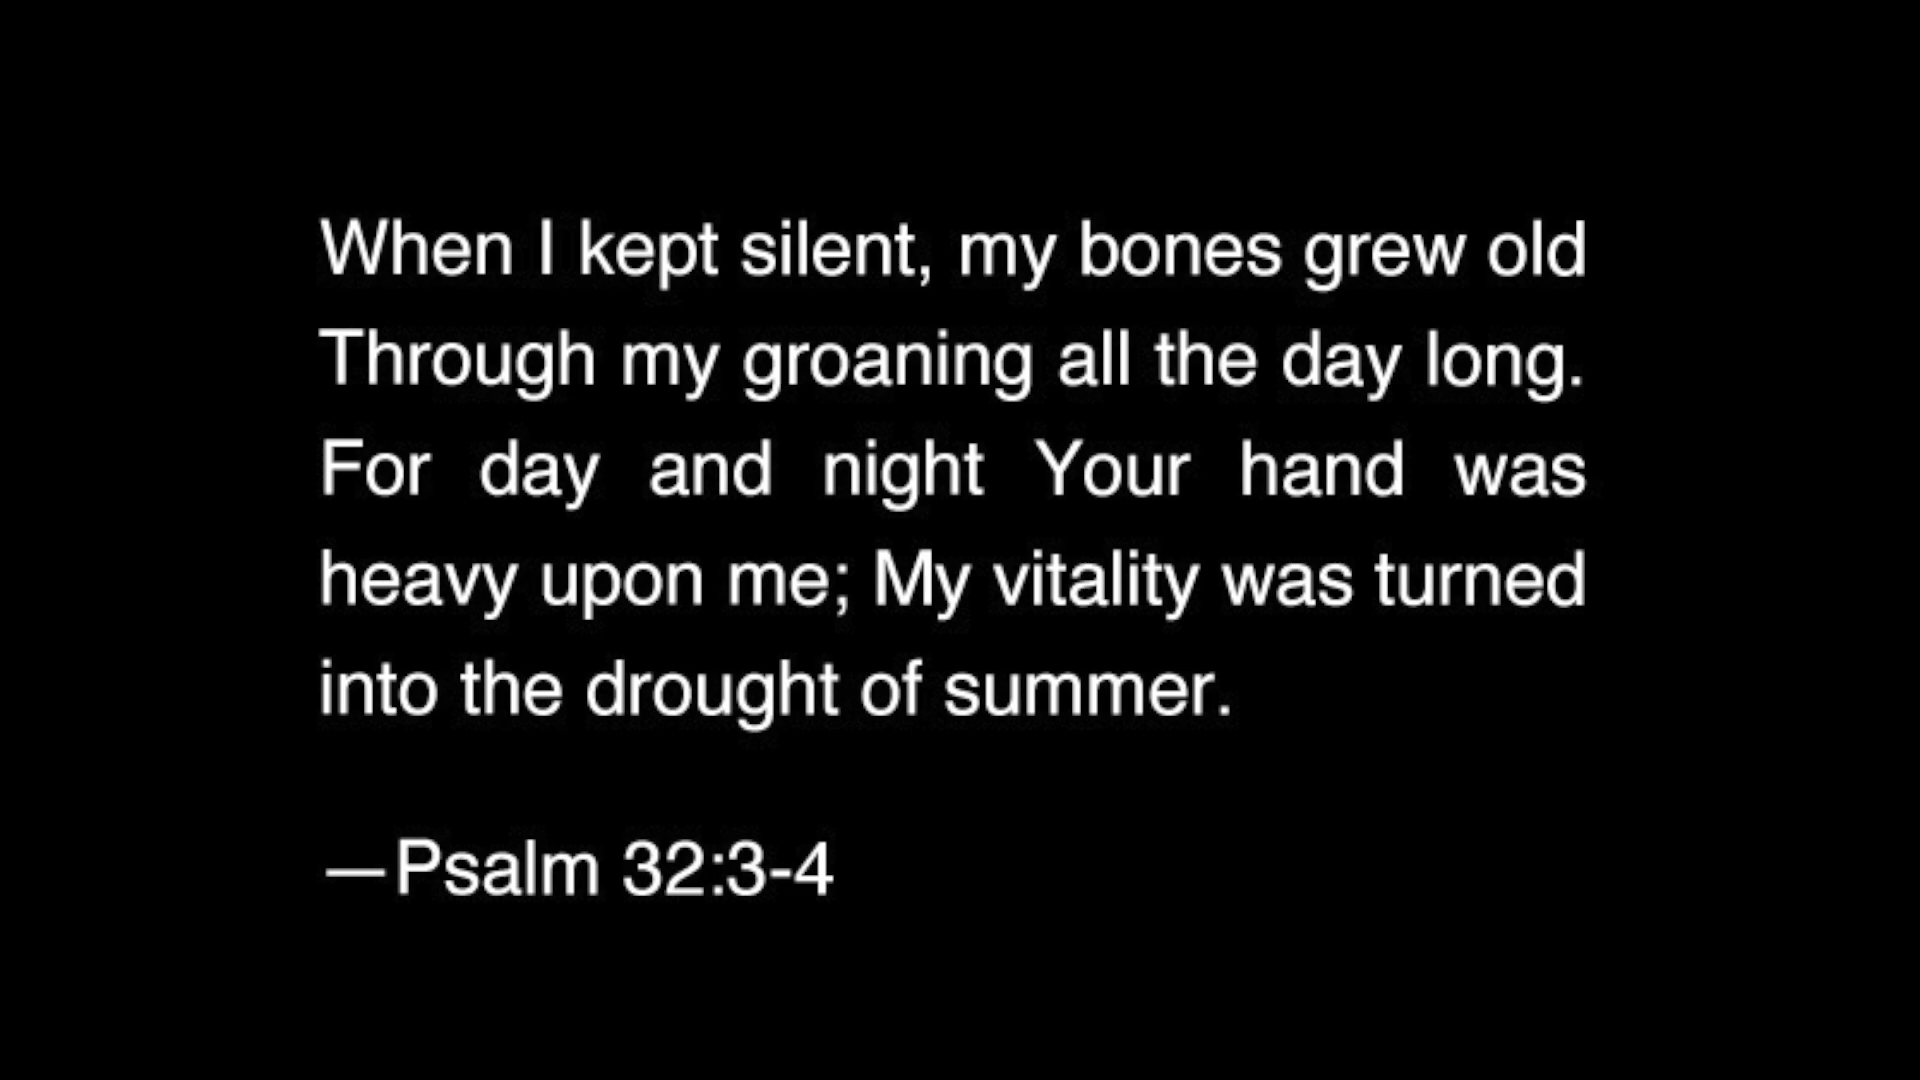 When I kept silent, my bones grew old
Through my groaning all the day long.
For day and night Your hand was
heavy upon me; My vitality was turned
into the drought of summer.
—Psalm 32:3-4